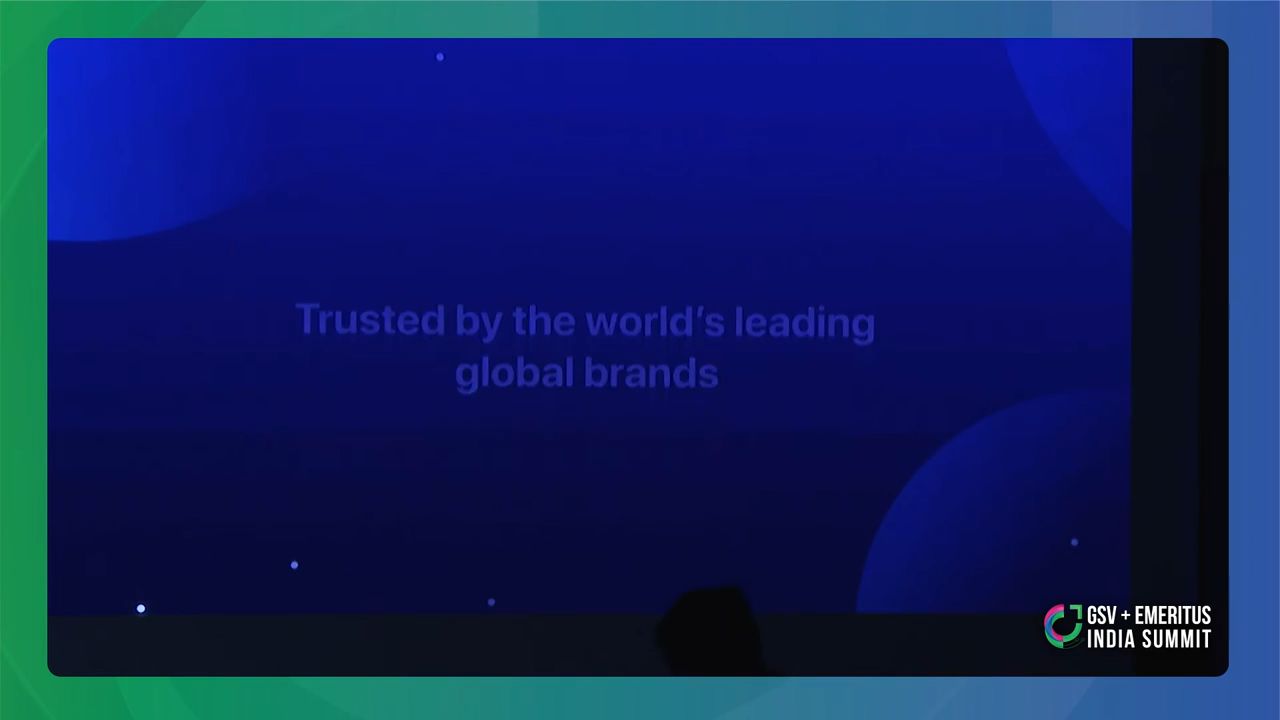 Trusted by the world's leading
global brands
GSV + EMERITUS
INDIA SUMMIT